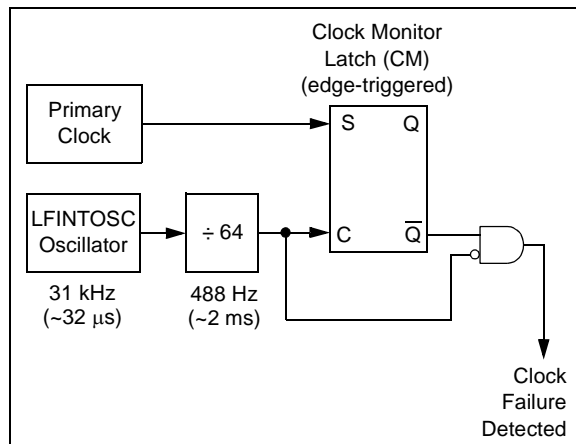 Clock Monitor
Latch (CM)
(edge-triggered)
Primary
Clock
S
Q
LFINTOSC
Oscillator
÷ 64
C
Q̅
31 kHz
(~32 μs)
488 Hz
(~2 ms)
Clock
Failure
Detected